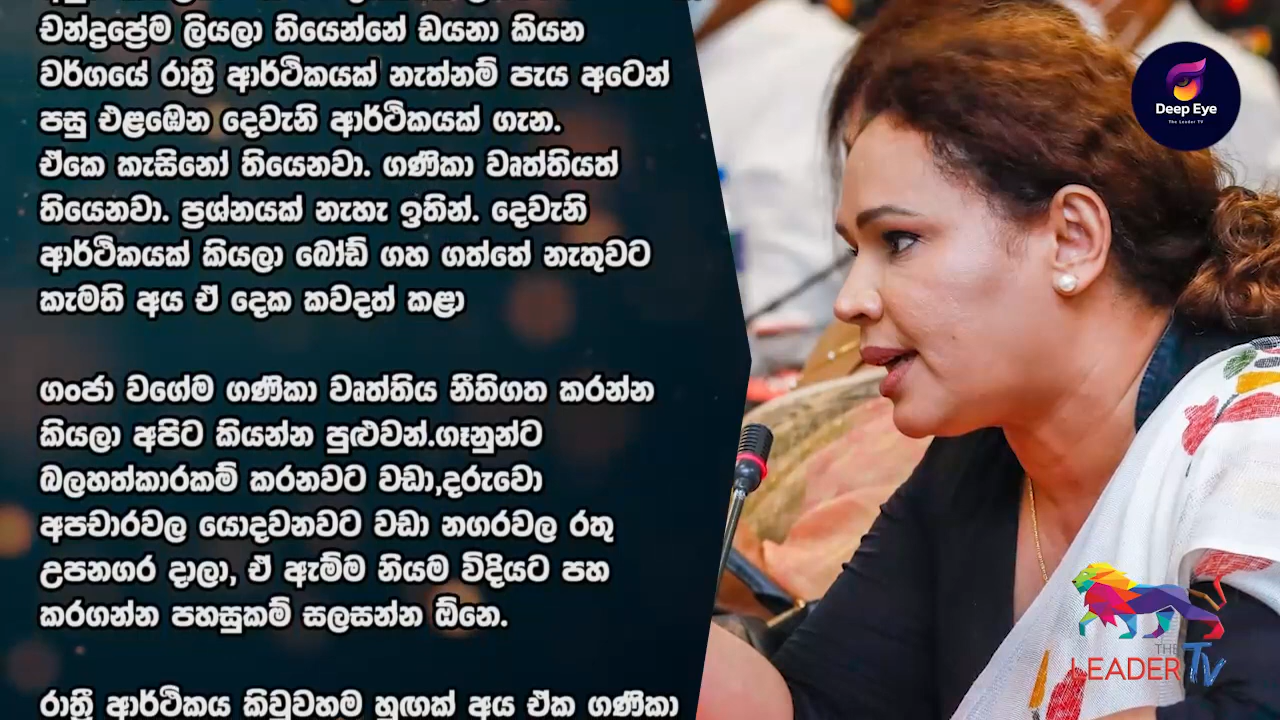 චන්ද්‍රප්‍රේම ලියලා තියෙන්නේ ඩයනා කියන
වර්ගයේ රාත්‍රී ආර්ථිකයක් නැත්නම් පැය අටෙන්
පසු එළඹෙන දෙවැනි ආර්ථිකයක් ගැන.
ඒකෙ කැසිනෝ තියෙනවා. ගණිකා වෘත්තියත්
තියෙනවා. ප්‍රශ්නයක් නැහැ ඉතින්. දෙවැනි
ආර්ථිකයක් කියලා බෝඩ් ගහ ගත්තේ නැතුවට
කැමති අය ඒ දෙක කවදත් කළා
ගංජා වගේම ගණිකා වෘත්තිය නීතිගත කරන්න
කියලා අපිට කියන්න පුළුවන්.ගෑනුන්ට
බලහත්කාරකම් කරනවට වඩා,දරුවො
අපචාරවල යොදවනවට වඩා නගරවල රතු
උපනගර දාලා, ඒ ඇම්ම නියම විදියට පහ
කරගන්න පහසුකම් සලසන්න ඕනෙ.
රාත්‍රී ආර්ථිකය කිවුවහම හුඟක් අය ඒක ගණිකා
Deep Eye
The Leader TV
THE
LEADER TV